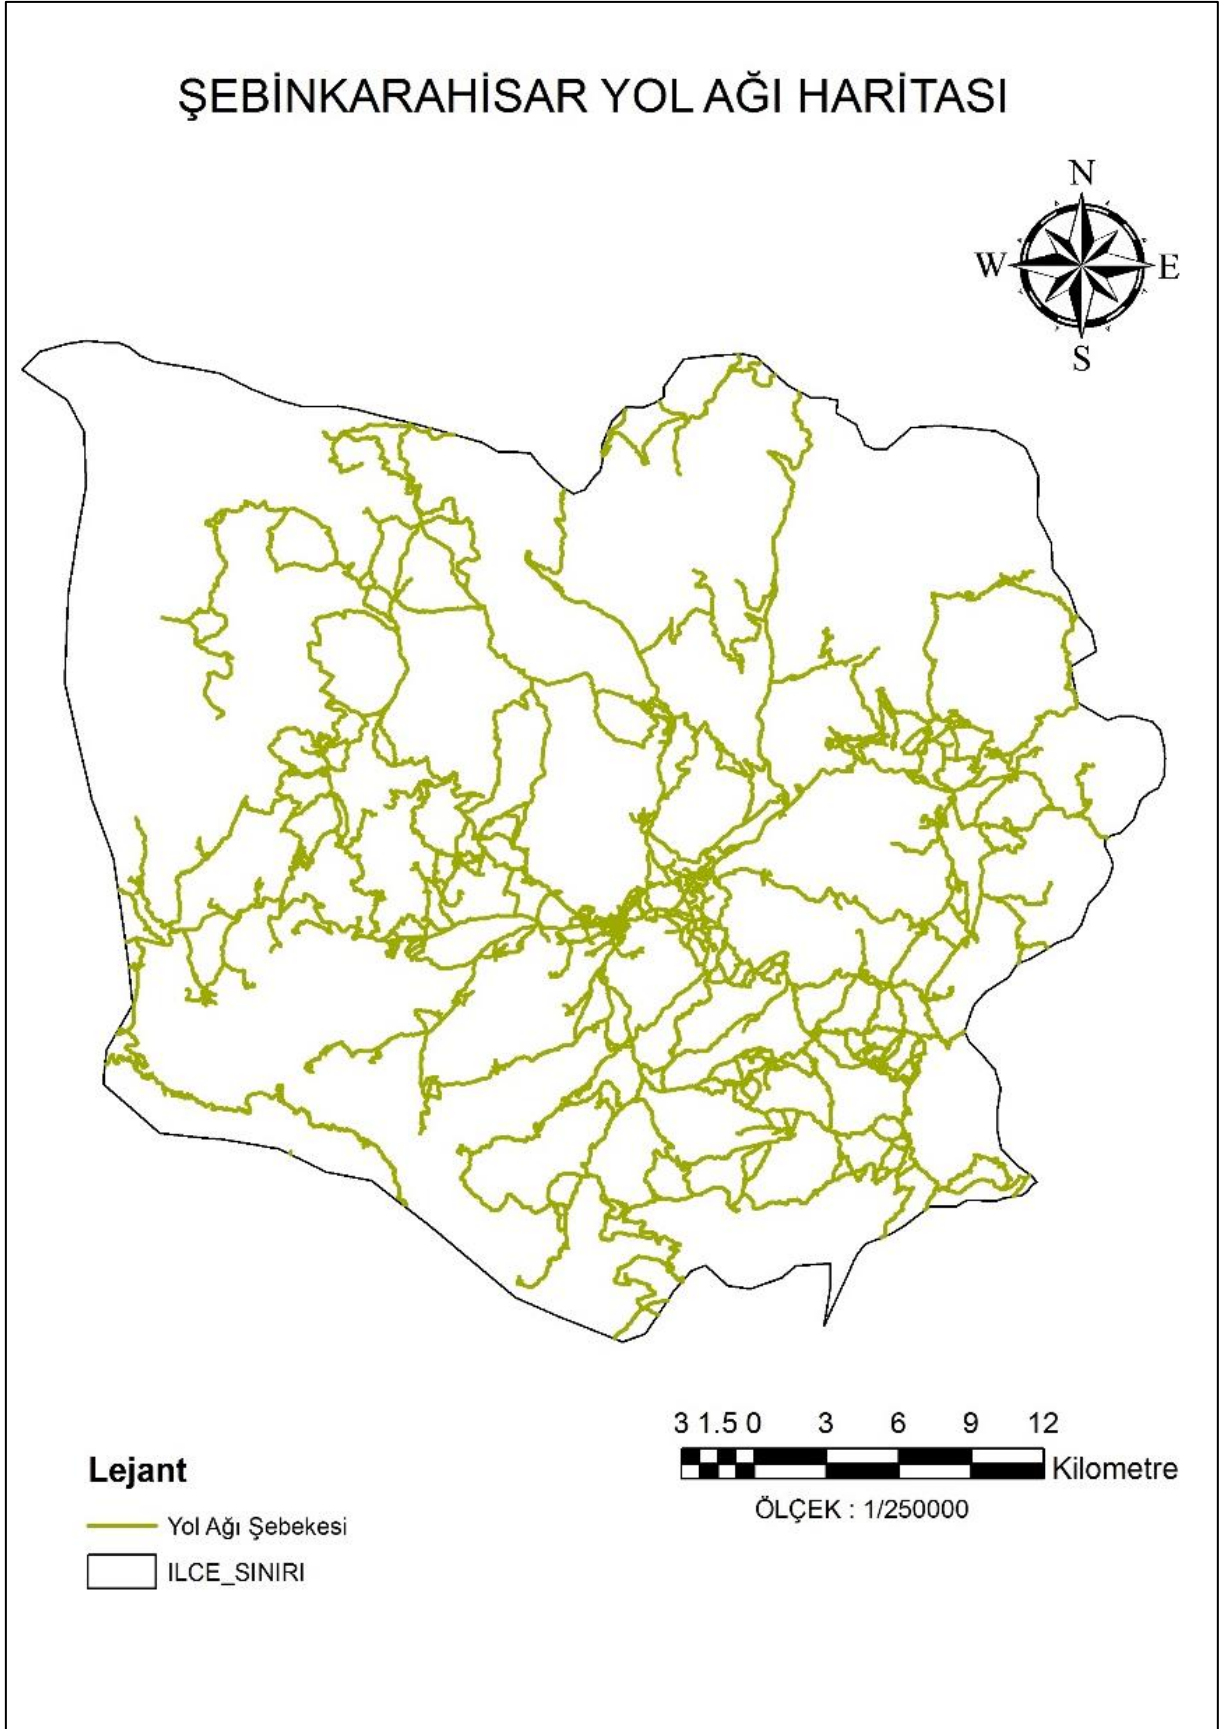 ŞEBİNKARAHİSAR YOL AĞI HARİTASI
N
W E
S
3 1.5 0 3 6 9 12
Kilometre
ÖLÇEK : 1/250000
Lejant
Yol Ağı Şebekesi
ILCE_SINIRI